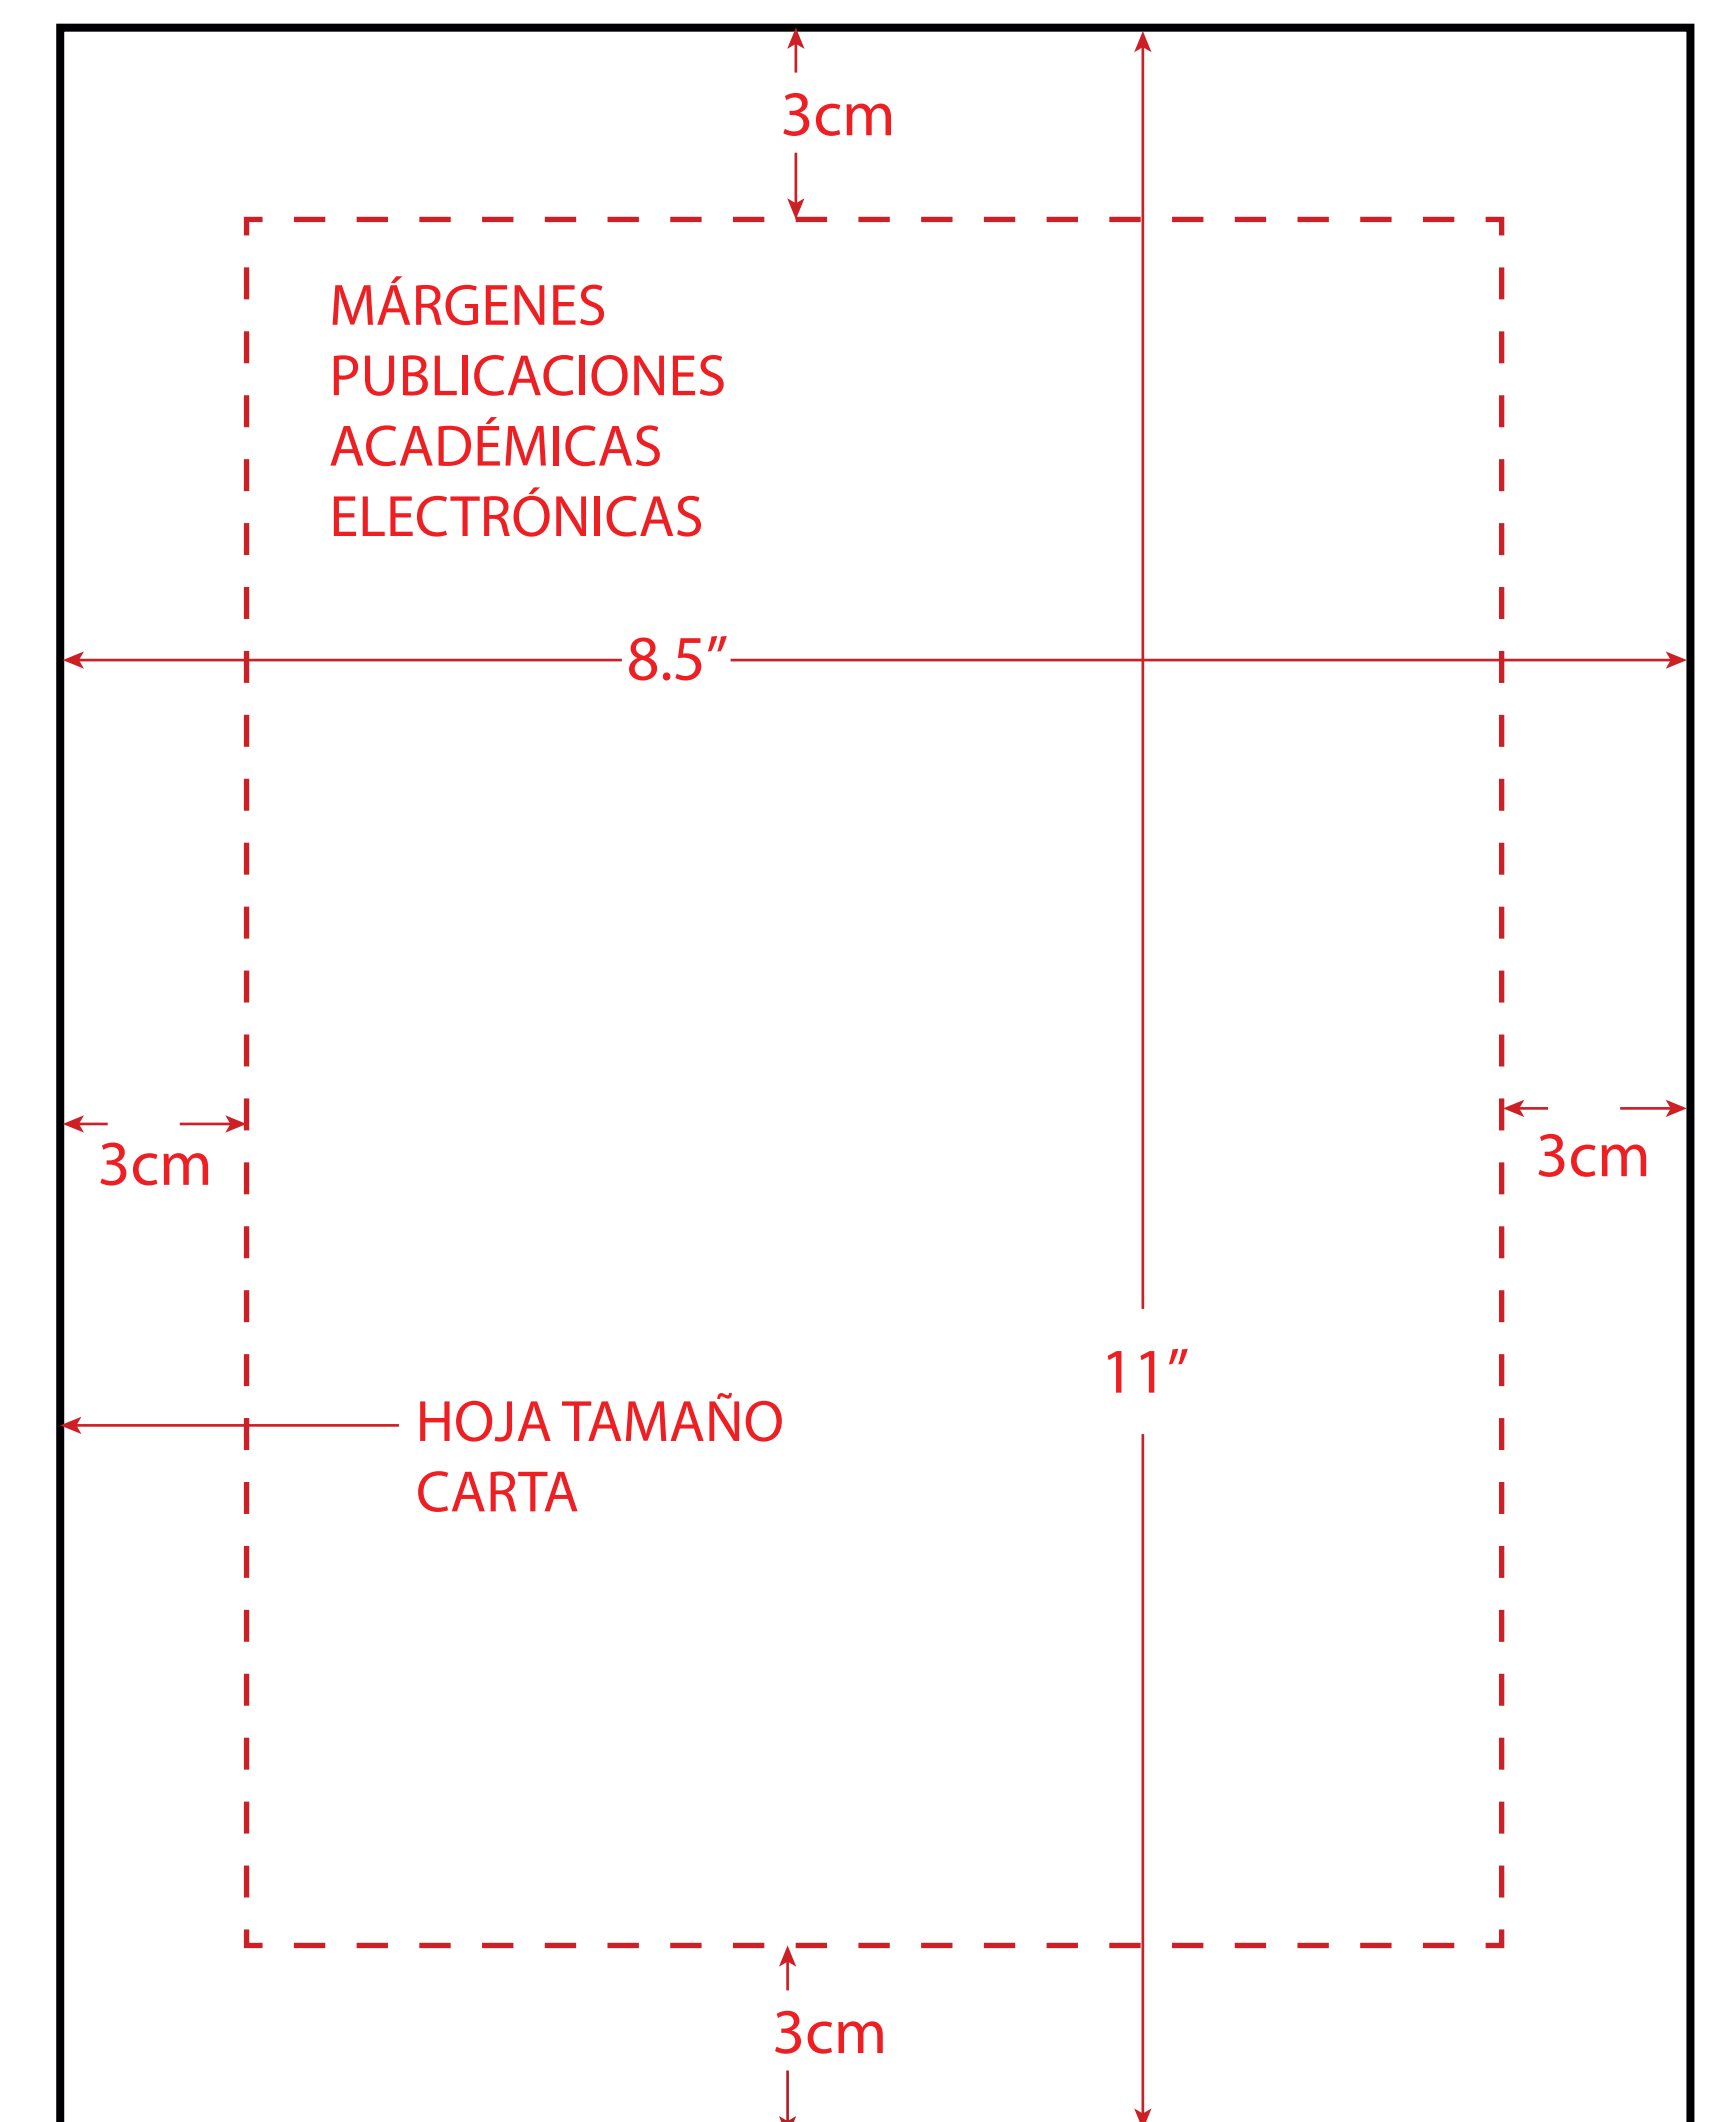 3cm
MÁRGENES
PUBLICACIONES
ACADÉMICAS
ELECTRÓNICAS
8.5”
3cm
3cm
11”
HOJA TAMAÑO
CARTA
3cm